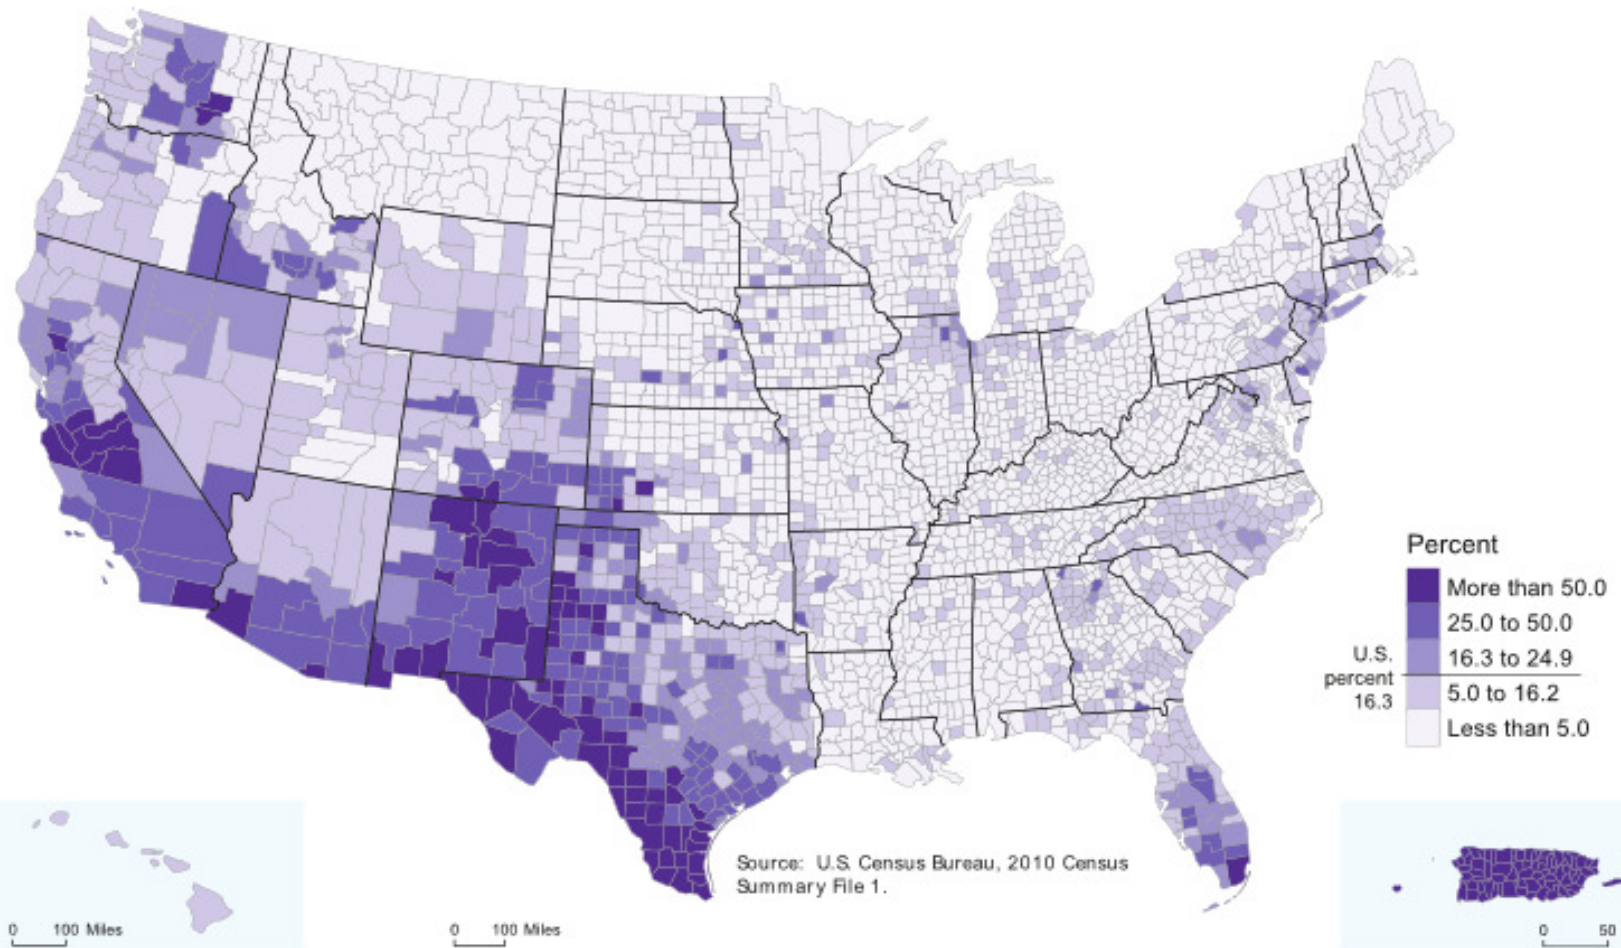 Percent
More than 50.0
25.0 to 50.0
16.3 to 24.9
5.0 to 16.2
Less than 5.0
U.S.
percent
16.3
Source: U.S. Census Bureau, 2010 Census
Summary File 1.
0 100 Miles
0 100 Miles
0 50